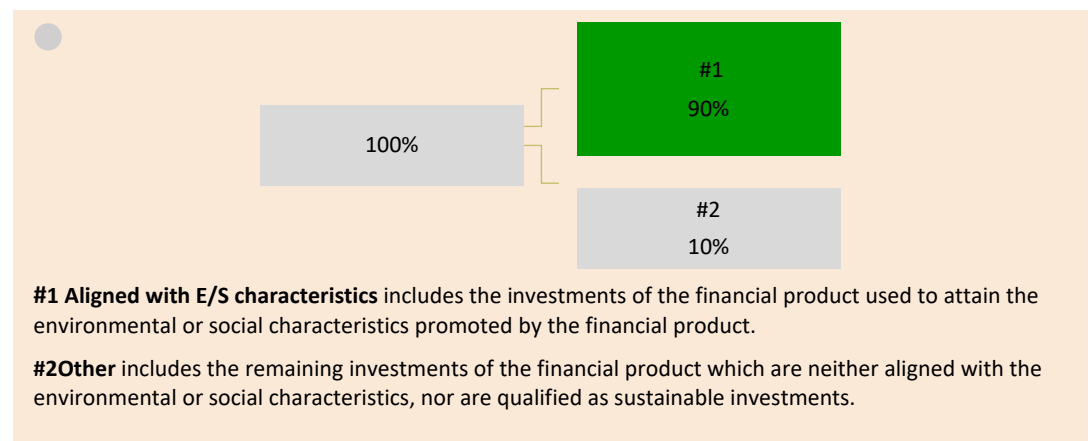 #1
90%
100%
#2
10%
#1 Aligned with E/S characteristics includes the investments of the financial product used to attain the
environmental or social characteristics promoted by the financial product.
#2Other includes the remaining investments of the financial product which are neither aligned with the
environmental or social characteristics, nor are qualified as sustainable investments.